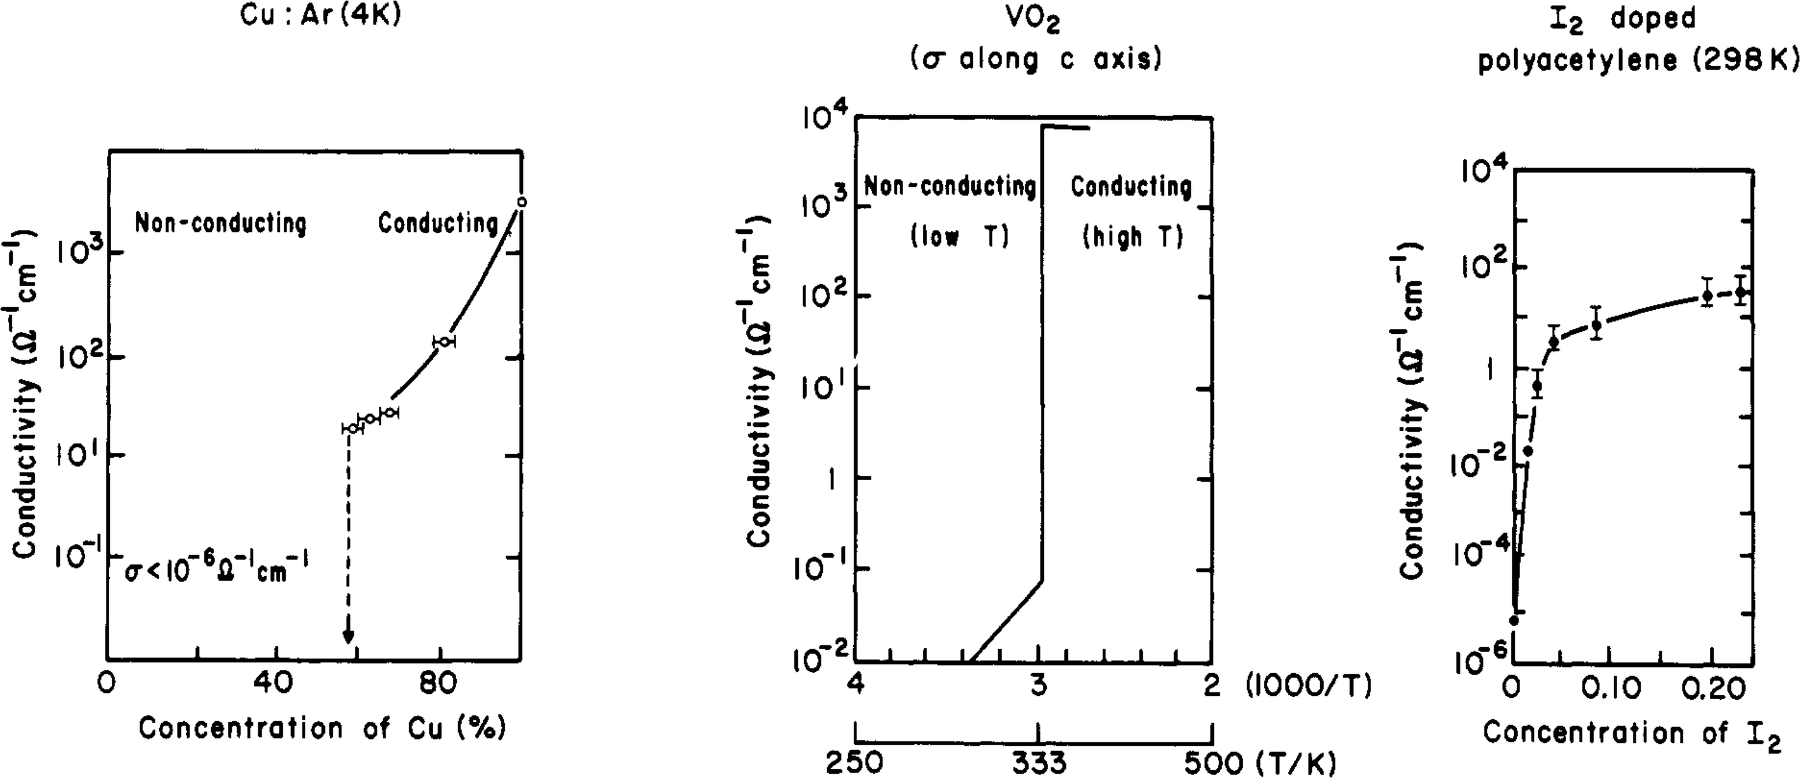 Cu : Ar (4K)
Conductivity (Ω⁻¹cm⁻¹)
10³
10²
10¹
10⁻¹
Non-conducting
Conducting
σ<10⁻⁶Ω⁻¹cm⁻¹
0
40
80
Concentration of Cu (%)
VO₂
(σ along c axis)
Conductivity (Ω⁻¹cm⁻¹)
10⁴
10³
10²
10¹
1
10⁻¹
10⁻²
Non-conducting
(low T)
Conducting
(high T)
4
3
2
(1000/T)
250
333
500
(T/K)
I₂ doped
polyacetylene (298K)
Conductivity (Ω⁻¹cm⁻¹)
10⁴
10²
1
10⁻²
10⁻⁴
10⁻⁶
0
0.10
0.20
Concentration of I₂